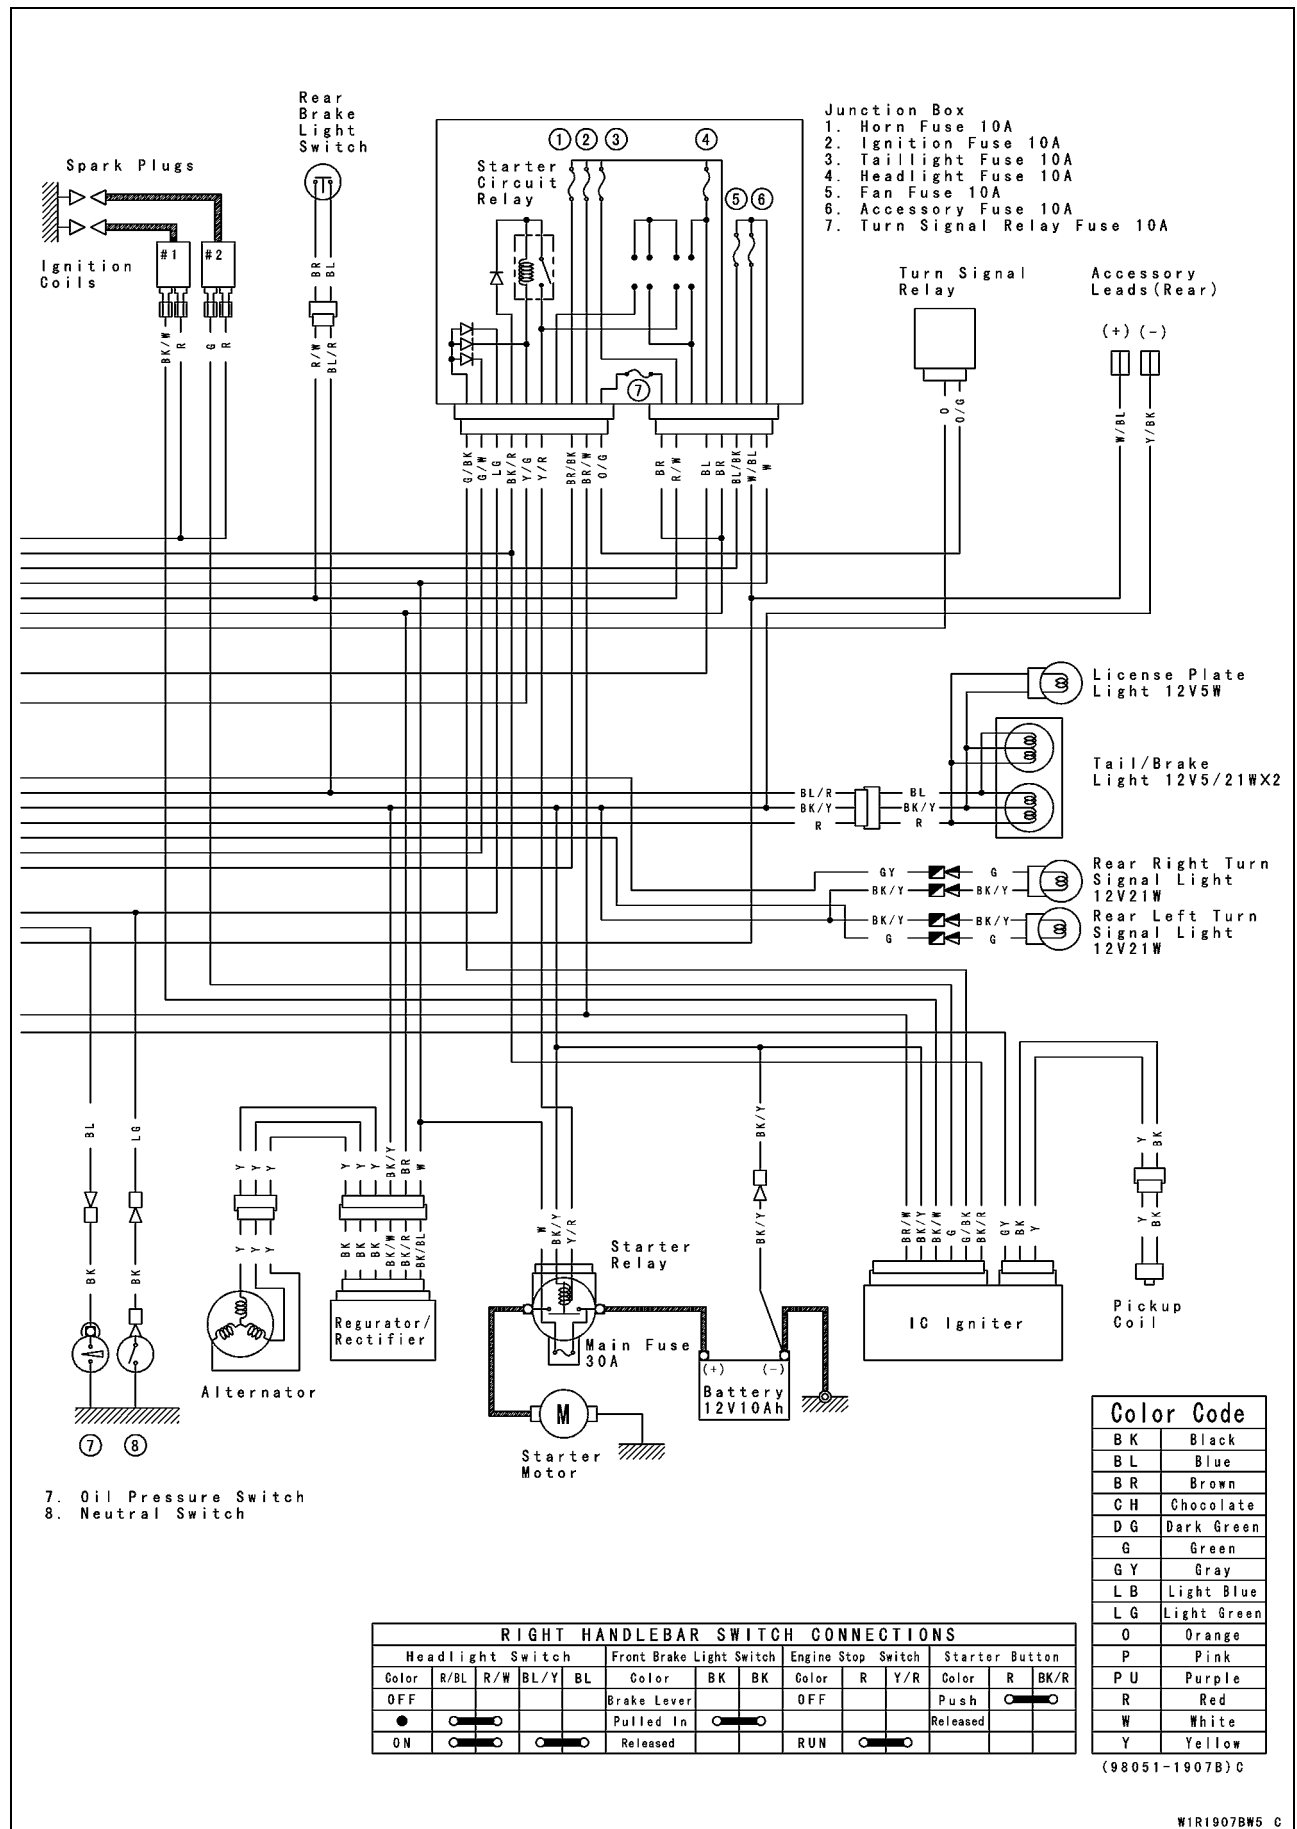 Rear
Brake
Light
Switch
Spark Plugs
#1
#2
Ignition
Coils
BK/W
R
G
R
BR
BL
R/W
BL/R
Starter
Circuit
Relay
1
2
3
4
5
6
7
Junction Box
1. Horn Fuse 10A
2. Ignition Fuse 10A
3. Taillight Fuse 10A
4. Headlight Fuse 10A
5. Fan Fuse 10A
6. Accessory Fuse 10A
7. Turn Signal Relay Fuse 10A
Turn Signal
Relay
Accessory
Leads(Rear)
(+) (-)
O
O/G
W/BL
Y/BK
G/BK
G/W
LG
BK/R
Y/G
Y/R
BR/BK
BR/W
O/G
BR
R/W
BL
BR
BL/BK
W/BL
W
License Plate
Light 12V5W
Tail/Brake
Light 12V5/21WX2
BL/R
BL
BK/Y
BK/Y
R
R
Rear Right Turn
Signal Light
12V21W
GY
G
BK/Y
BK/Y
Rear Left Turn
Signal Light
12V21W
BK/Y
BK/Y
G
G
BL
LG
BK
BK
Y
Y
Y
Y
Y
Y
BK/Y
BR
W
Y
Y
Y
BK
BK
BK
BK/W
BK/R
BK/BL
Regurator/
Rectifier
Alternator
W
BK/Y
Y/R
Starter
Relay
Main Fuse
30A
M
Starter
Motor
BK/Y
BK/Y
(+) (-)
Battery
12V10Ah
BR/W
BK/Y
BK/W
G
G/BK
BK/R
GY
BK
Y
IC Igniter
Y
BK
Y
BK
Pickup
Coil
7
8
7. Oil Pressure Switch
8. Neutral Switch
Color Code
BK Black
BL Blue
BR Brown
CH Chocolate
DG Dark Green
G Green
GY Gray
LB Light Blue
LG Light Green
O Orange
P Pink
PU Purple
R Red
W White
Y Yellow
(98051-1907B)C
RIGHT HANDLEBAR SWITCH CONNECTIONS
Headlight Switch Front Brake Light Switch Engine Stop Switch Starter Button
Color R/BL R/W BL/Y BL Color BK BK Color R Y/R Color R BK/R
OFF Brake Lever OFF Push
Pulled In Released
ON Released RUN
W1R1907BW5 C